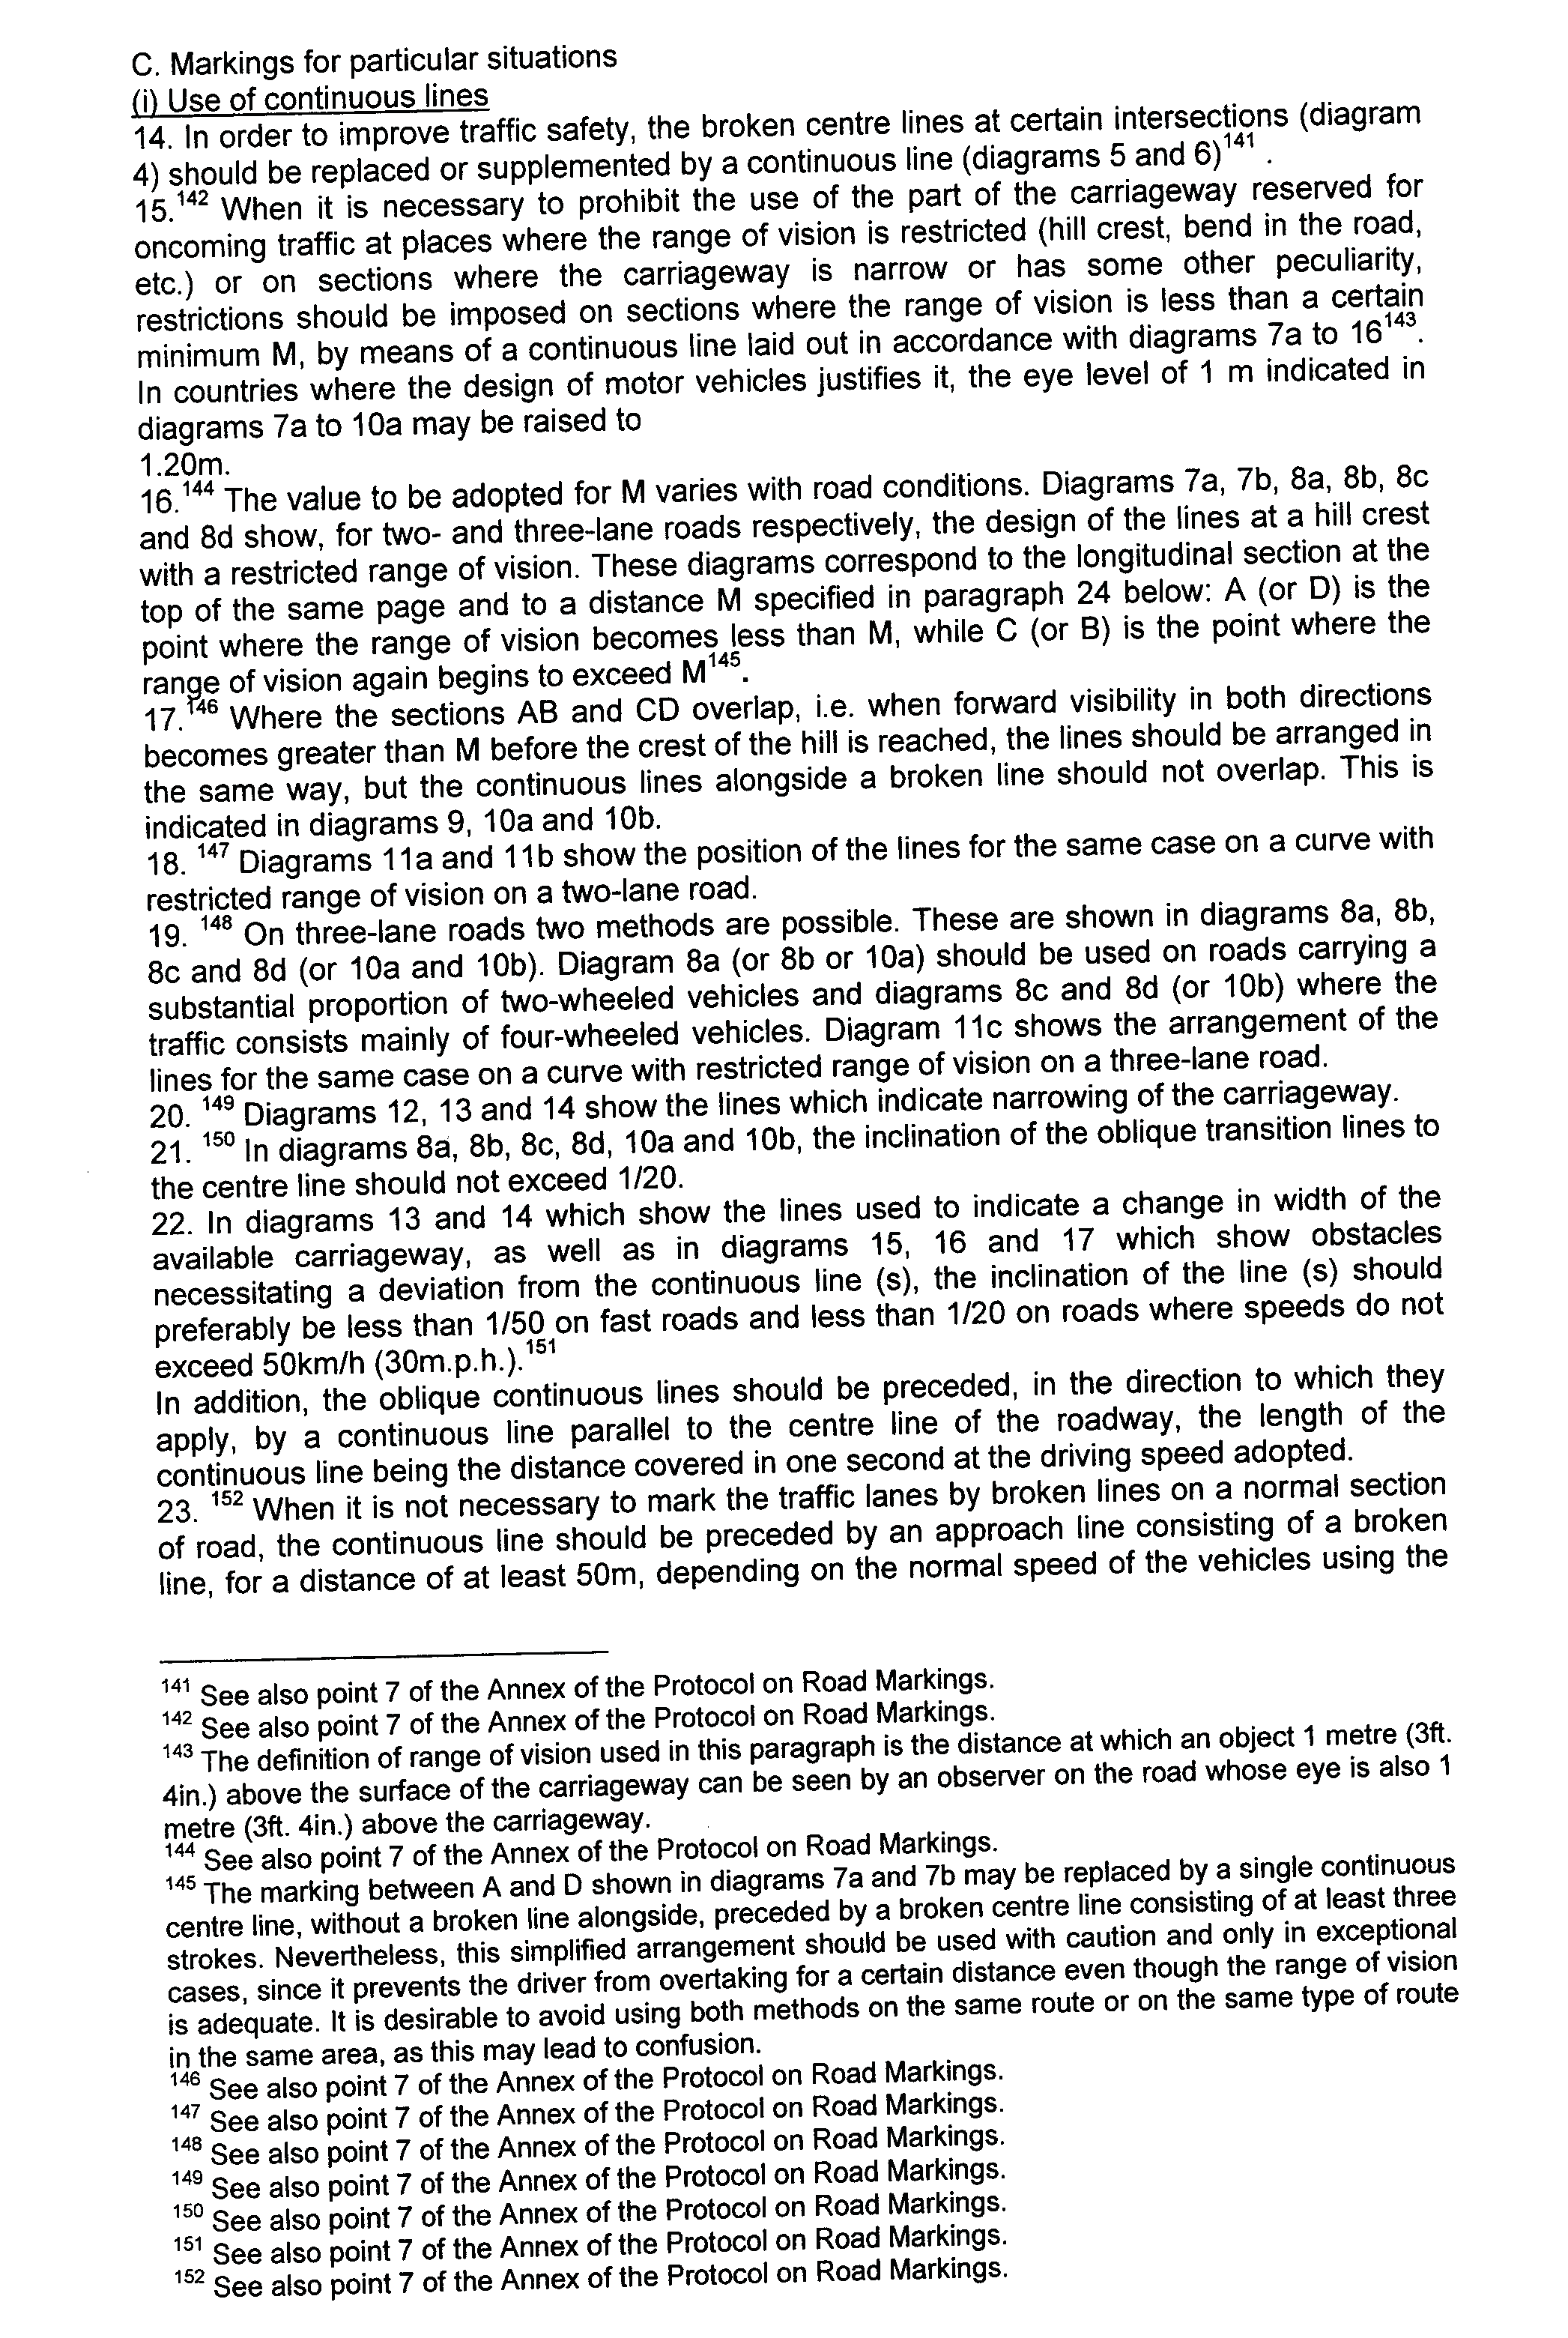 C. Markings for particular situations
(i) Use of continuous lines
14. In order to improve traffic safety, the broken centre lines at certain intersections (diagram
4) should be replaced or supplemented by a continuous line (diagrams 5 and 6)141 .
15.142 When it is necessary to prohibit the use of the part of the carriageway reserved for
oncoming traffic at places where the range of vision is restricted (hill crest, bend in the road,
etc.) or on sections where the carriageway is narrow or has some other peculiarity,
restrictions should be imposed on sections where the range of vision is less than a certain
minimum M, by means of a continuous line laid out in accordance with diagrams 7a to 16143.
In countries where the design of motor vehicles justifies it, the eye level of 1 m indicated in
diagrams 7a to 10a may be raised to
1.20m.
16.144 The value to be adopted for M varies with road conditions. Diagrams 7a, 7b, 8a, 8b, 8c
and 8d show, for two- and three-lane roads respectively, the design of the lines at a hill crest
with a restricted range of vision. These diagrams correspond to the longitudinal section at the
top of the same page and to a distance M specified in paragraph 24 below: A (or D) is the
point where the range of vision becomes less than M, while C (or B) is the point where the
range of vision again begins to exceed M145.
17.146 Where the sections AB and CD overlap, i.e. when forward visibility in both directions
becomes greater than M before the crest of the hill is reached, the lines should be arranged in
the same way, but the continuous lines alongside a broken line should not overlap. This is
indicated in diagrams 9, 10a and 10b.
18. 147 Diagrams 11a and 11b show the position of the lines for the same case on a curve with
restricted range of vision on a two-lane road.
19. 148 On three-lane roads two methods are possible. These are shown in diagrams 8a, 8b,
8c and 8d (or 10a and 10b). Diagram 8a (or 8b or 10a) should be used on roads carrying a
substantial proportion of two-wheeled vehicles and diagrams 8c and 8d (or 10b) where the
traffic consists mainly of four-wheeled vehicles. Diagram 11c shows the arrangement of the
lines for the same case on a curve with restricted range of vision on a three-lane road.
20. 149 Diagrams 12, 13 and 14 show the lines which indicate narrowing of the carriageway.
21. 150 In diagrams 8a, 8b, 8c, 8d, 10a and 10b, the inclination of the oblique transition lines to
the centre line should not exceed 1/20.
22. In diagrams 13 and 14 which show the lines used to indicate a change in width of the
available carriageway, as well as in diagrams 15, 16 and 17 which show obstacles
necessitating a deviation from the continuous line (s), the inclination of the line (s) should
preferably be less than 1/50 on fast roads and less than 1/20 on roads where speeds do not
exceed 50km/h (30m.p.h.).151
In addition, the oblique continuous lines should be preceded, in the direction to which they
apply, by a continuous line parallel to the centre line of the roadway, the length of the
continuous line being the distance covered in one second at the driving speed adopted.
23. 152 When it is not necessary to mark the traffic lanes by broken lines on a normal section
of road, the continuous line should be preceded by an approach line consisting of a broken
line, for a distance of at least 50m, depending on the normal speed of the vehicles using the
141 See also point 7 of the Annex of the Protocol on Road Markings.
142 See also point 7 of the Annex of the Protocol on Road Markings.
143 The definition of range of vision used in this paragraph is the distance at which an object 1 metre (3ft.
4in.) above the surface of the carriageway can be seen by an observer on the road whose eye is also 1
metre (3ft. 4in.) above the carriageway.
144 See also point 7 of the Annex of the Protocol on Road Markings.
145 The marking between A and D shown in diagrams 7a and 7b may be replaced by a single continuous
centre line, without a broken line alongside, preceded by a broken centre line consisting of at least three
strokes. Nevertheless, this simplified arrangement should be used with caution and only in exceptional
cases, since it prevents the driver from overtaking for a certain distance even though the range of vision
is adequate. It is desirable to avoid using both methods on the same route or on the same type of route
in the same area, as this may lead to confusion.
146 See also point 7 of the Annex of the Protocol on Road Markings.
147 See also point 7 of the Annex of the Protocol on Road Markings.
148 See also point 7 of the Annex of the Protocol on Road Markings.
149 See also point 7 of the Annex of the Protocol on Road Markings.
150 See also point 7 of the Annex of the Protocol on Road Markings.
151 See also point 7 of the Annex of the Protocol on Road Markings.
152 See also point 7 of the Annex of the Protocol on Road Markings.